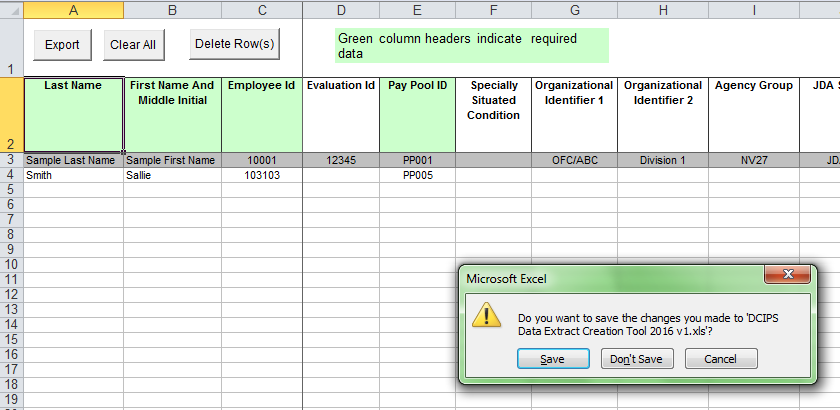 A B C D E F G H I J
1
Export Clear All Delete Row(s)
Green column headers indicate required
data
2
Last Name First Name And Employee Id Evaluation Id Pay Pool ID Specially Organizational Organizational Agency Group JDA S
Middle Initial Situated Identifier 1 Identifier 2
Condition
3 Sample Last Name Sample First Name 10001 12345 PP001 OFC/ABC Division 1 NV27 JD
4 Smith Sallie 103103 PP005
5
6
7
8
9
10
11
12
13
14
15
16
17
18
19
Microsoft Excel
Do you want to save the changes you made to 'DCIPS
Data Extract Creation Tool 2016 v1.xls'?
Save Don't Save Cancel